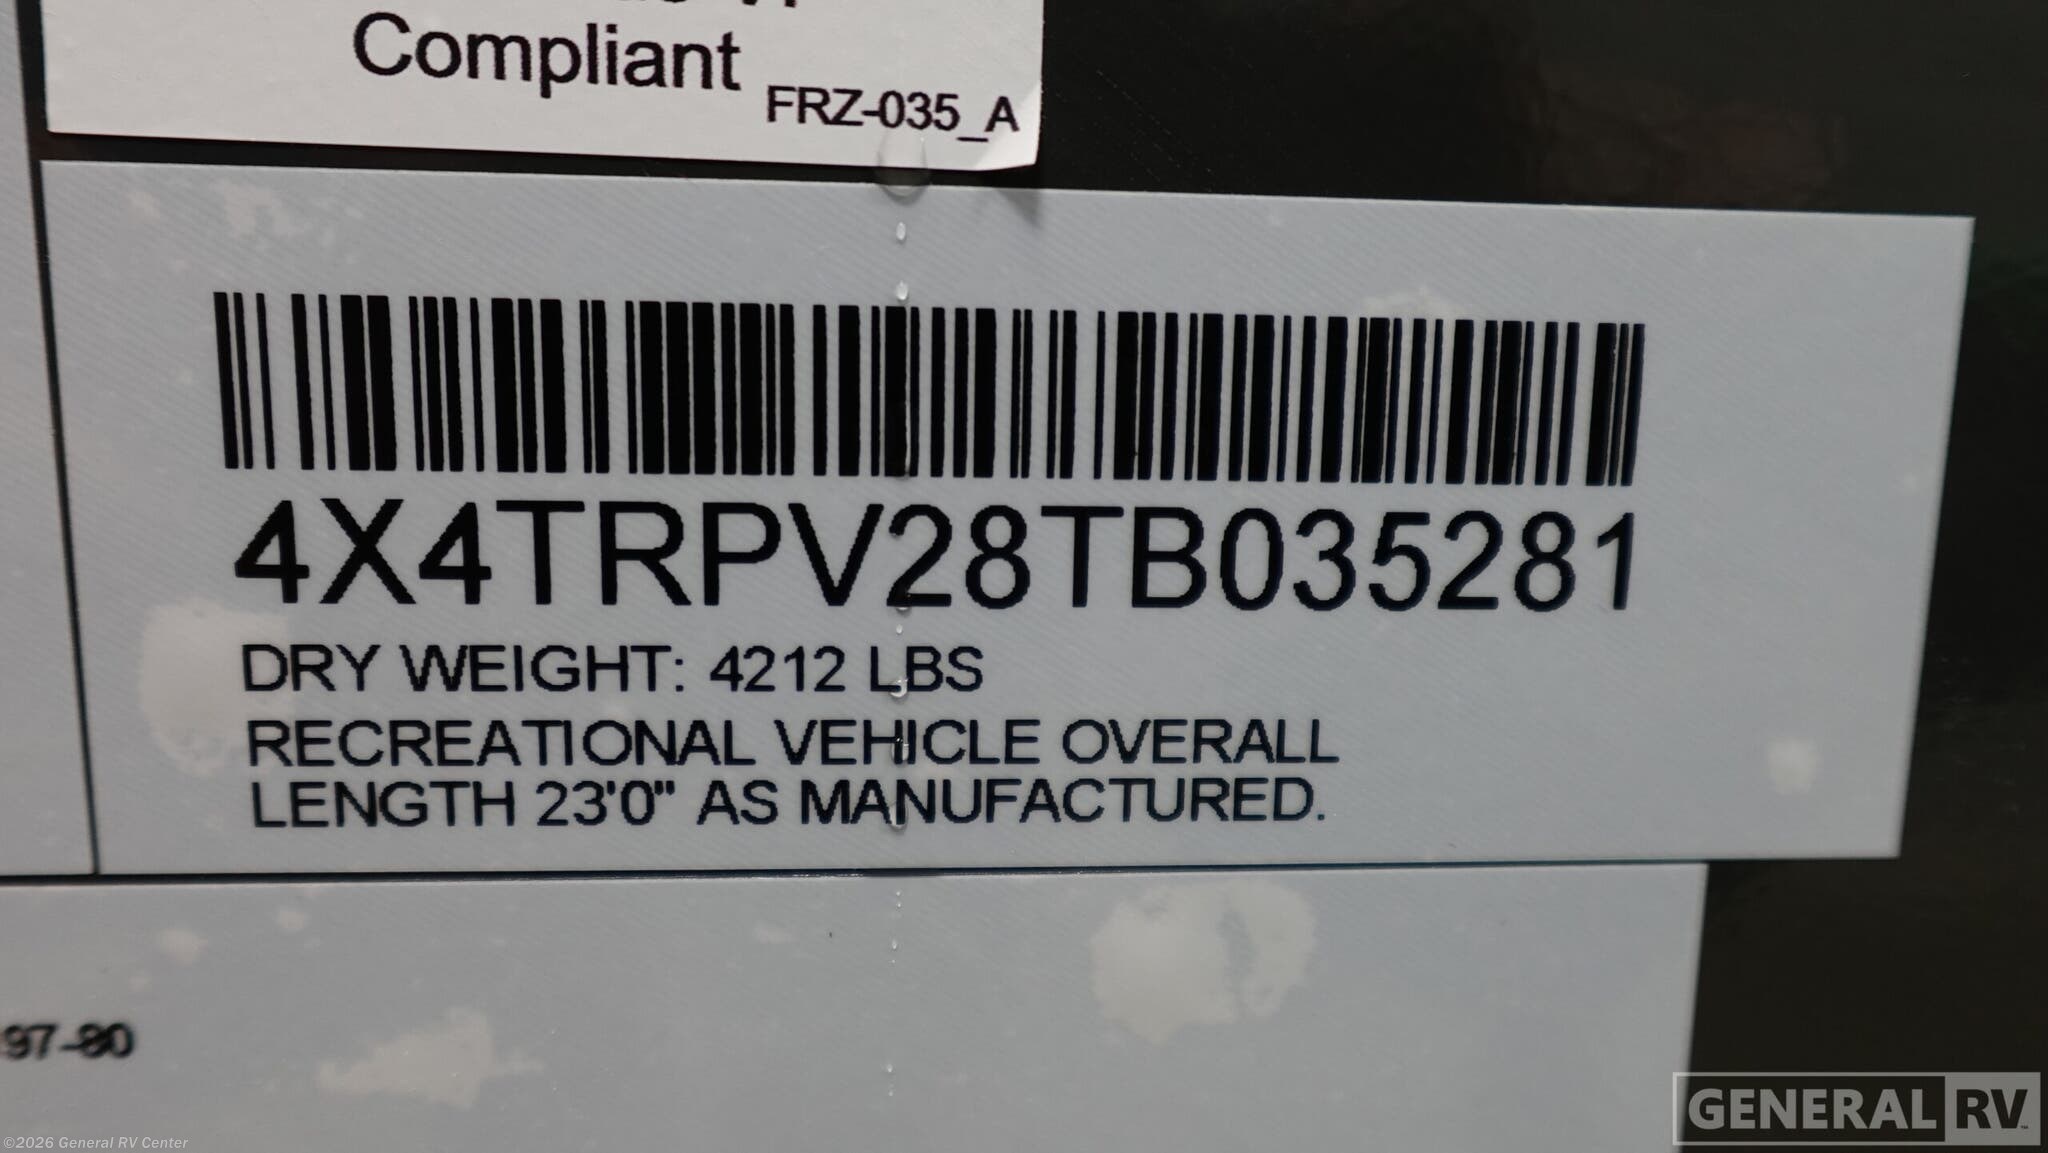 Compliant
FRZ-035_A
4X4TRPV28TB035281
DRY WEIGHT: 4212 LBS
RECREATIONAL VEHICLE OVERALL
LENGTH 23'0" AS MANUFACTURED.
97-80
GENERAL RV
©2026 General RV Center